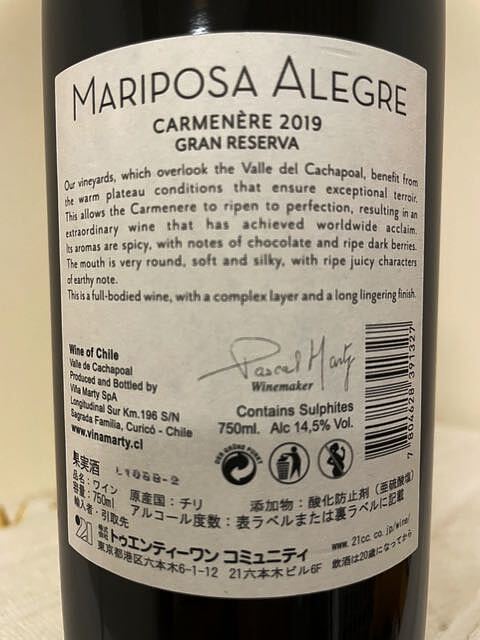 MARIPOSA ALEGRE
CARMENÈRE 2019
GRAN RESERVA
Our vineyards, which overlook the Valle del Cachapoal, benefit from
the warm plateau conditions that ensure exceptional terroir.
This allows the Carmenere to ripen to perfection, resulting in an
extraordinary wine that has achieved worldwide acclaim.
Its aromas are spicy, with notes of chocolate and ripe dark berries.
The mouth is very round, soft and silky, with ripe juicy characters
of earthy note.
This is a full-bodied wine, with a complex layer and a long lingering finish.
Wine of Chile
Valle de Cachapoal
Produced and Bottled by
Viña Marty SpA
Longitudinal Sur Km.196 S/N
Sagrada Familia, Curicó - Chile
www.vinamarty.cl
Pascal Marty
Winemaker
Contains Sulphites
750ml. Alc 14,5% Vol.
7804628391327
DER GRÜNE PUNKT
果実酒
品名：ワイン 原産国：チリ 添加物：酸化防止剤（亜硫酸塩）
容量：750ml アルコール度数：表ラベルまたは裏ラベルに記載
輸入者：引取先
株式会社 トゥエンティーワン コミュニティ www.21cc.co.jp/wine/
東京都港区六本木6-1-12 21六本木ビル6F 飲酒は20歳になってから